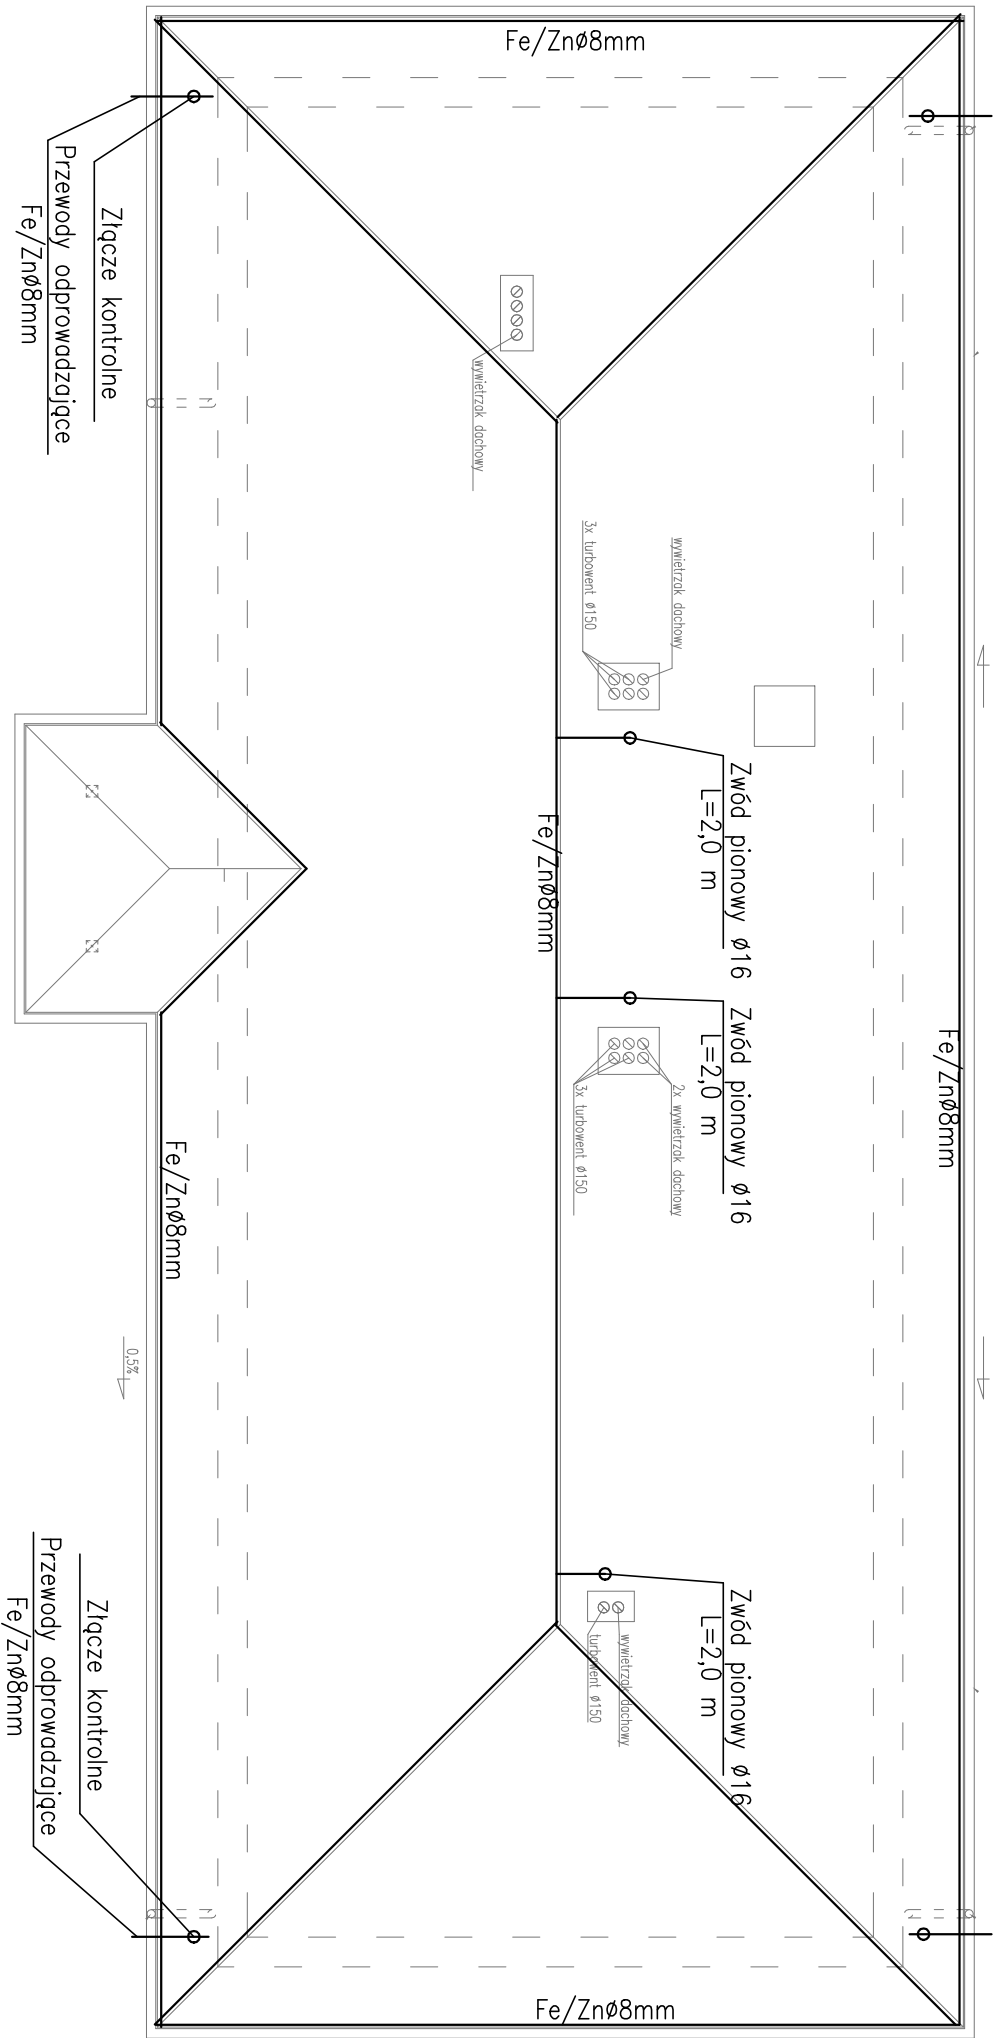 Fe/Znø8mm
Złącze kontrolne
Przewody odprowadzające
Fe/Znø8mm
wywietrzak dachowy
3x turbowent ø150
wywietrzak dachowy
Zwód pionowy ø16
L=2,0 m
Fe/Znø8mm
Zwód pionowy ø16
L=2,0 m
2x wywietrzak dachowy
3x turbowent ø150
Fe/Znø8mm
Fe/Znø8mm
0,5%
Zwód pionowy ø16
L=2,0 m
wywietrzak dachowy
turbowent ø150
Złącze kontrolne
Przewody odprowadzające
Fe/Znø8mm
Fe/Znø8mm